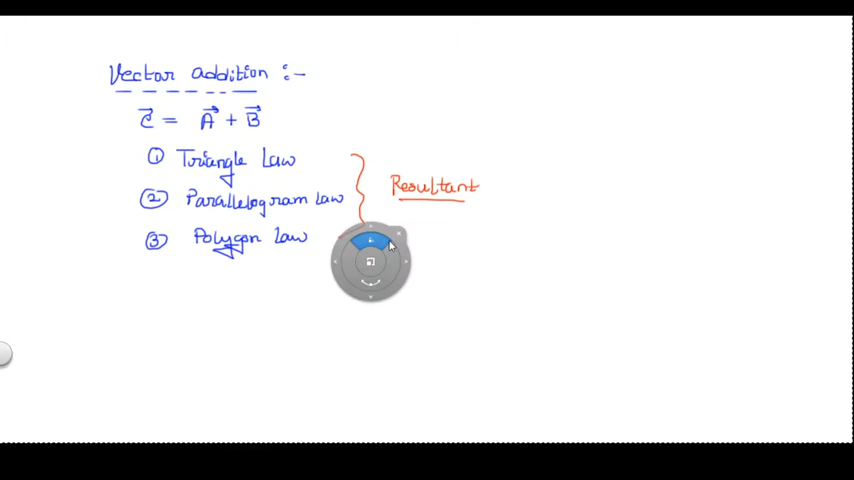 Vector addition :-
C⃗ = A⃗ + B⃗
① Triangle Law
② Parallelogram Law
③ Polygon Law
Resultant